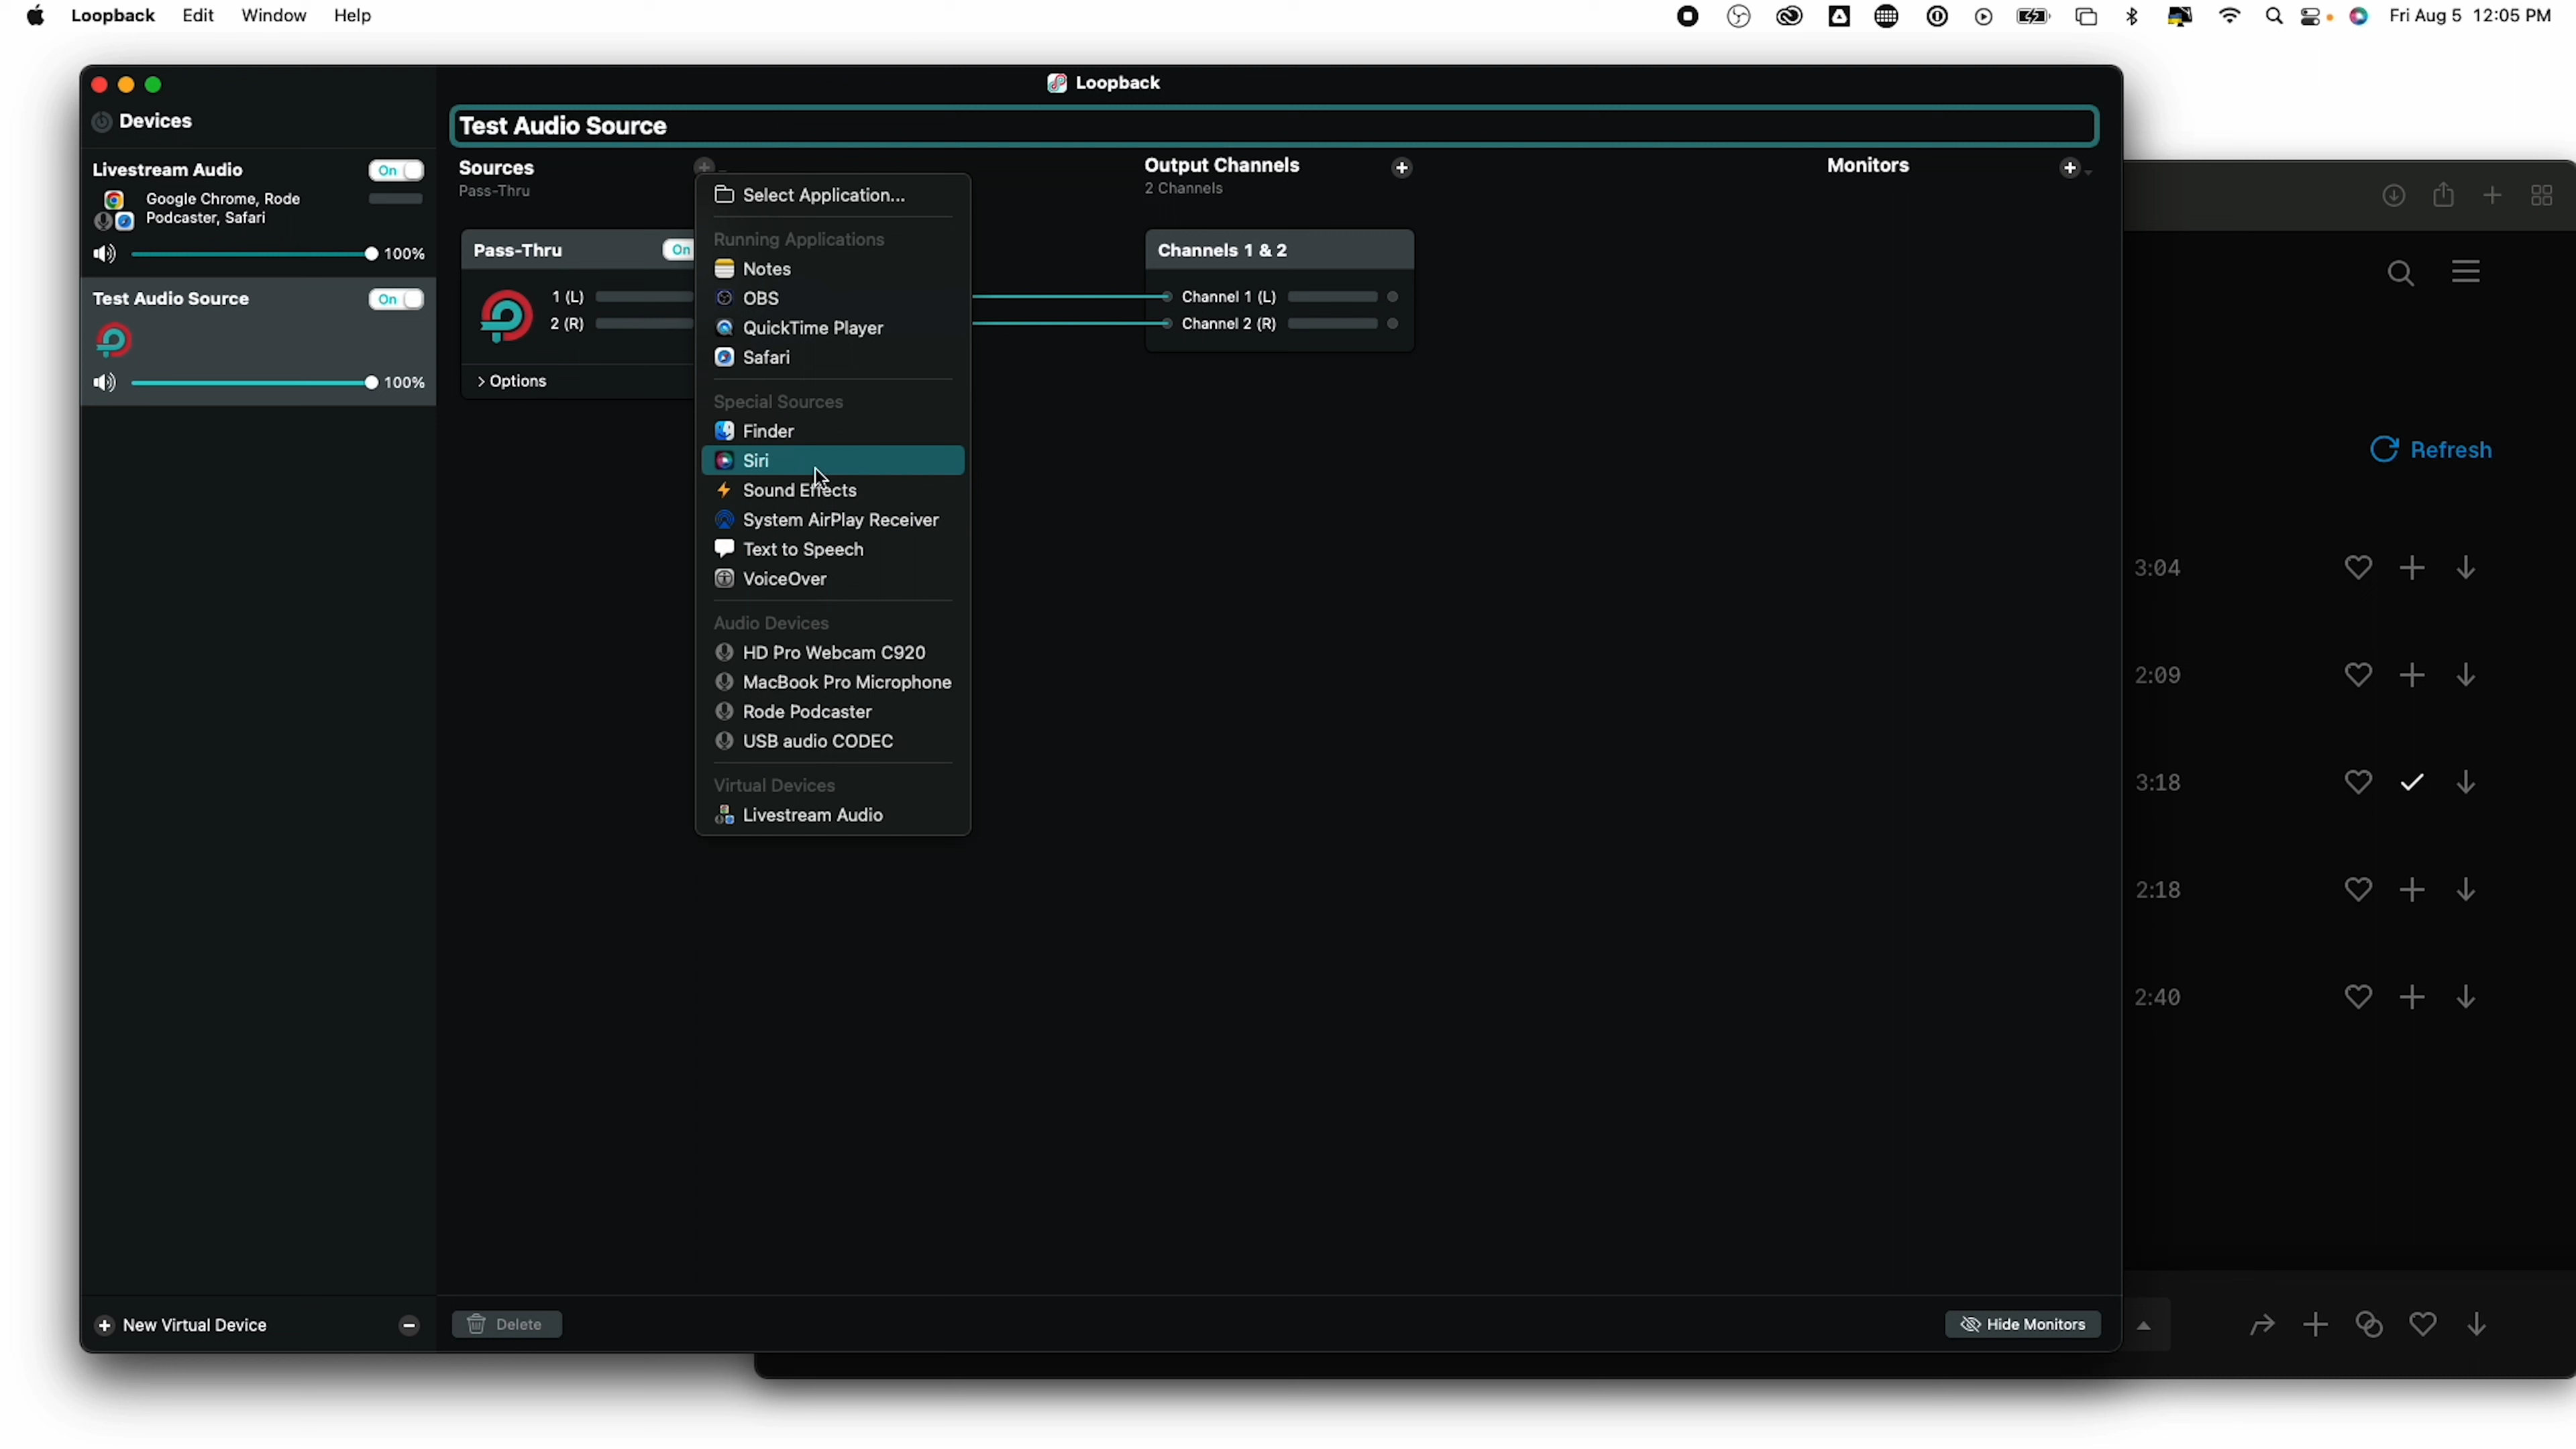 Loopback Edit Window Help Fri Aug 5 12:05 PM
Loopback
Devices
Test Audio Source
Livestream Audio On
Google Chrome, Rode
Podcaster, Safari
100%
Test Audio Source On
100%
Sources
Pass-Thru
Output Channels
2 Channels
Monitors
Pass-Thru On
1 (L)
2 (R)
Options
Channels 1 & 2
Channel 1 (L)
Channel 2 (R)
Select Application...
Running Applications
Notes
OBS
QuickTime Player
Safari
Special Sources
Finder
Siri
Sound Effects
System AirPlay Receiver
Text to Speech
VoiceOver
Audio Devices
HD Pro Webcam C920
MacBook Pro Microphone
Rode Podcaster
USB audio CODEC
Virtual Devices
Livestream Audio
Refresh
3:04
2:09
3:18
2:18
2:40
New Virtual Device
Delete
Hide Monitors